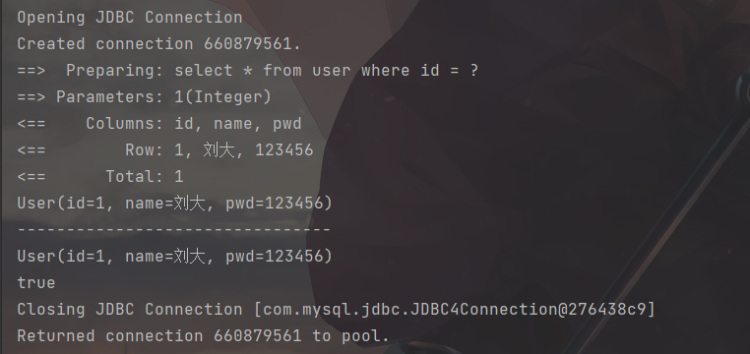 Opening JDBC Connection
Created connection 660879561.
==>  Preparing: select * from user where id = ?
==> Parameters: 1(Integer)
<==    Columns: id, name, pwd
<==        Row: 1, 刘大, 123456
<==      Total: 1
User(id=1, name=刘大, pwd=123456)
--------------------------------
User(id=1, name=刘大, pwd=123456)
true
Closing JDBC Connection [com.mysql.jdbc.JDBC4Connection@276438c9]
Returned connection 660879561 to pool.